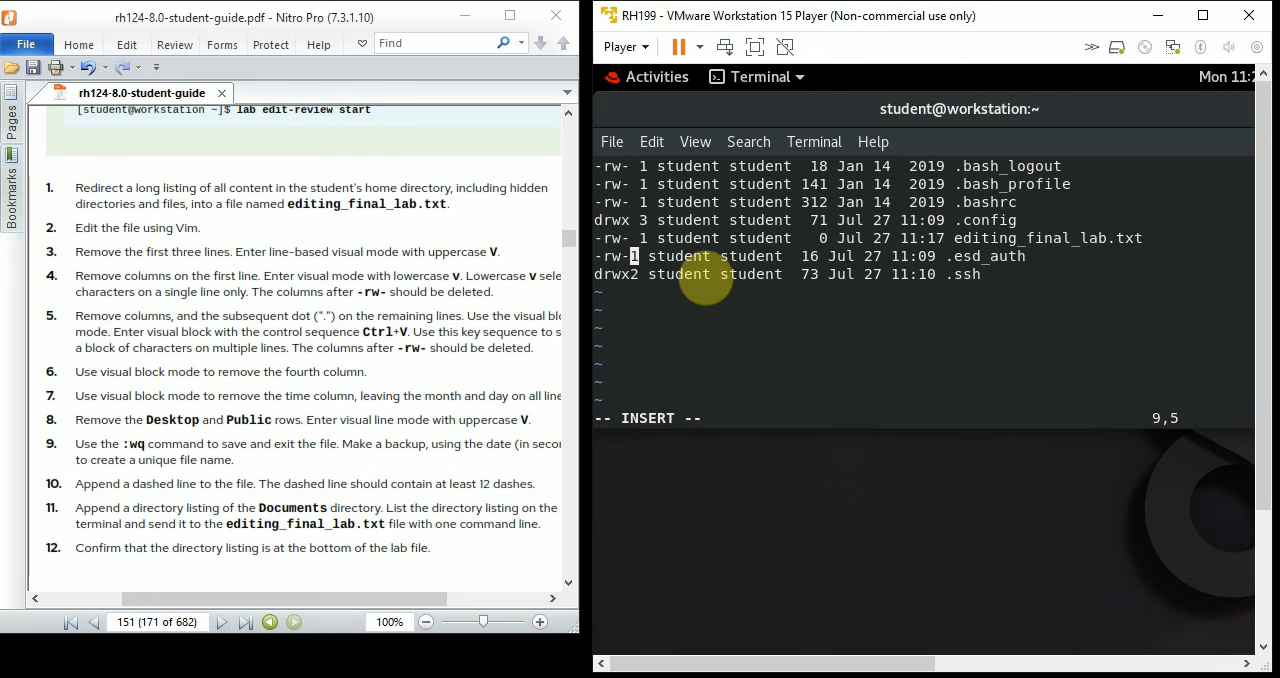 rh124-8.0-student-guide.pdf - Nitro Pro (7.3.1.10)
File Home Edit Review Forms Protect Help Find
rh124-8.0-student-guide
Pages
Bookmarks
[student@workstation ~]$ lab edit-review start
1. Redirect a long listing of all content in the student's home directory, including hidden
directories and files, into a file named editing_final_lab.txt.
2. Edit the file using Vim.
3. Remove the first three lines. Enter line-based visual mode with uppercase V.
4. Remove columns on the first line. Enter visual mode with lowercase v. Lowercase v sele
characters on a single line only. The columns after -rw- should be deleted.
5. Remove columns, and the subsequent dot (".") on the remaining lines. Use the visual blo
mode. Enter visual block with the control sequence Ctrl+V. Use this key sequence to s
a block of characters on multiple lines. The columns after -rw- should be deleted.
6. Use visual block mode to remove the fourth column.
7. Use visual block mode to remove the time column, leaving the month and day on all line
8. Remove the Desktop and Public rows. Enter visual line mode with uppercase V.
9. Use the :wq command to save and exit the file. Make a backup, using the date (in secon
to create a unique file name.
10. Append a dashed line to the file. The dashed line should contain at least 12 dashes.
11. Append a directory listing of the Documents directory. List the directory listing on the
terminal and send it to the editing_final_lab.txt file with one command line.
12. Confirm that the directory listing is at the bottom of the lab file.
151 (171 of 682) 100%
RH199 - VMware Workstation 15 Player (Non-commercial use only)
Player
Activities Terminal Mon 11:2
student@workstation:~
File Edit View Search Terminal Help
-rw- 1 student student  18 Jan 14  2019 .bash_logout
-rw- 1 student student 141 Jan 14  2019 .bash_profile
-rw- 1 student student 312 Jan 14  2019 .bashrc
drwx 3 student student  71 Jul 27 11:09 .config
-rw- 1 student student   0 Jul 27 11:17 editing_final_lab.txt
-rw-1 student student  16 Jul 27 11:09 .esd_auth
drwx2 student student  73 Jul 27 11:10 .ssh
~
~
~
~
~
~
~
-- INSERT -- 9,5